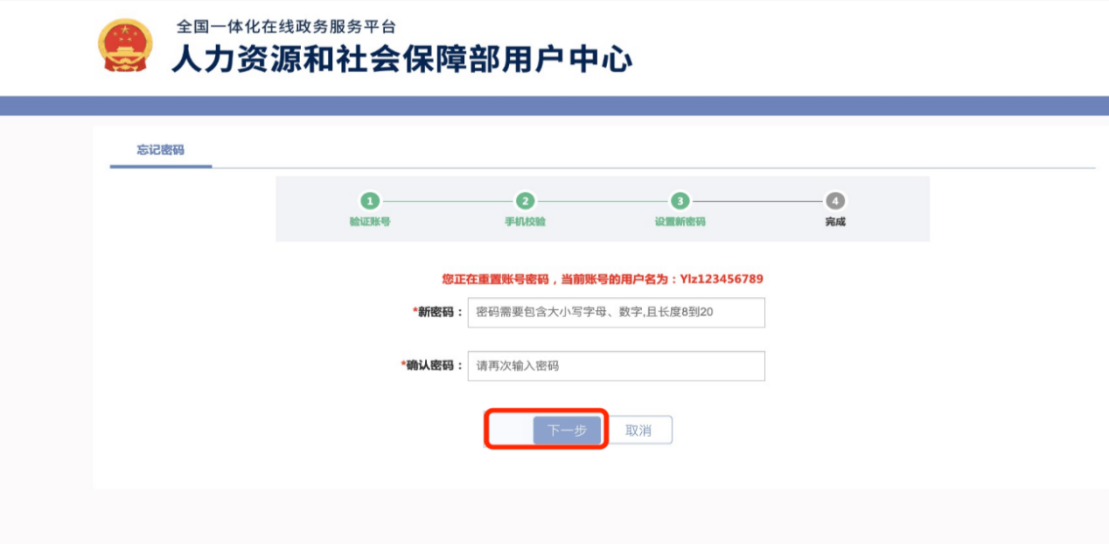 全国一体化在线政务服务平台
人力资源和社会保障部用户中心
忘记密码
1 2 3 4
验证账号 手机校验 设置新密码 完成
您正在重置账号密码，当前账号的用户名为：Ylz123456789
*新密码： 密码需要包含大小写字母、数字,且长度8到20
*确认密码： 请再次输入密码
下一步 取消